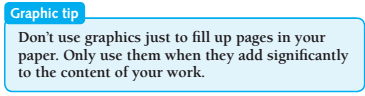 Graphic tip
Don't use graphics just to fill up pages in your
paper. Only use them when they add significantly
to the content of your work.